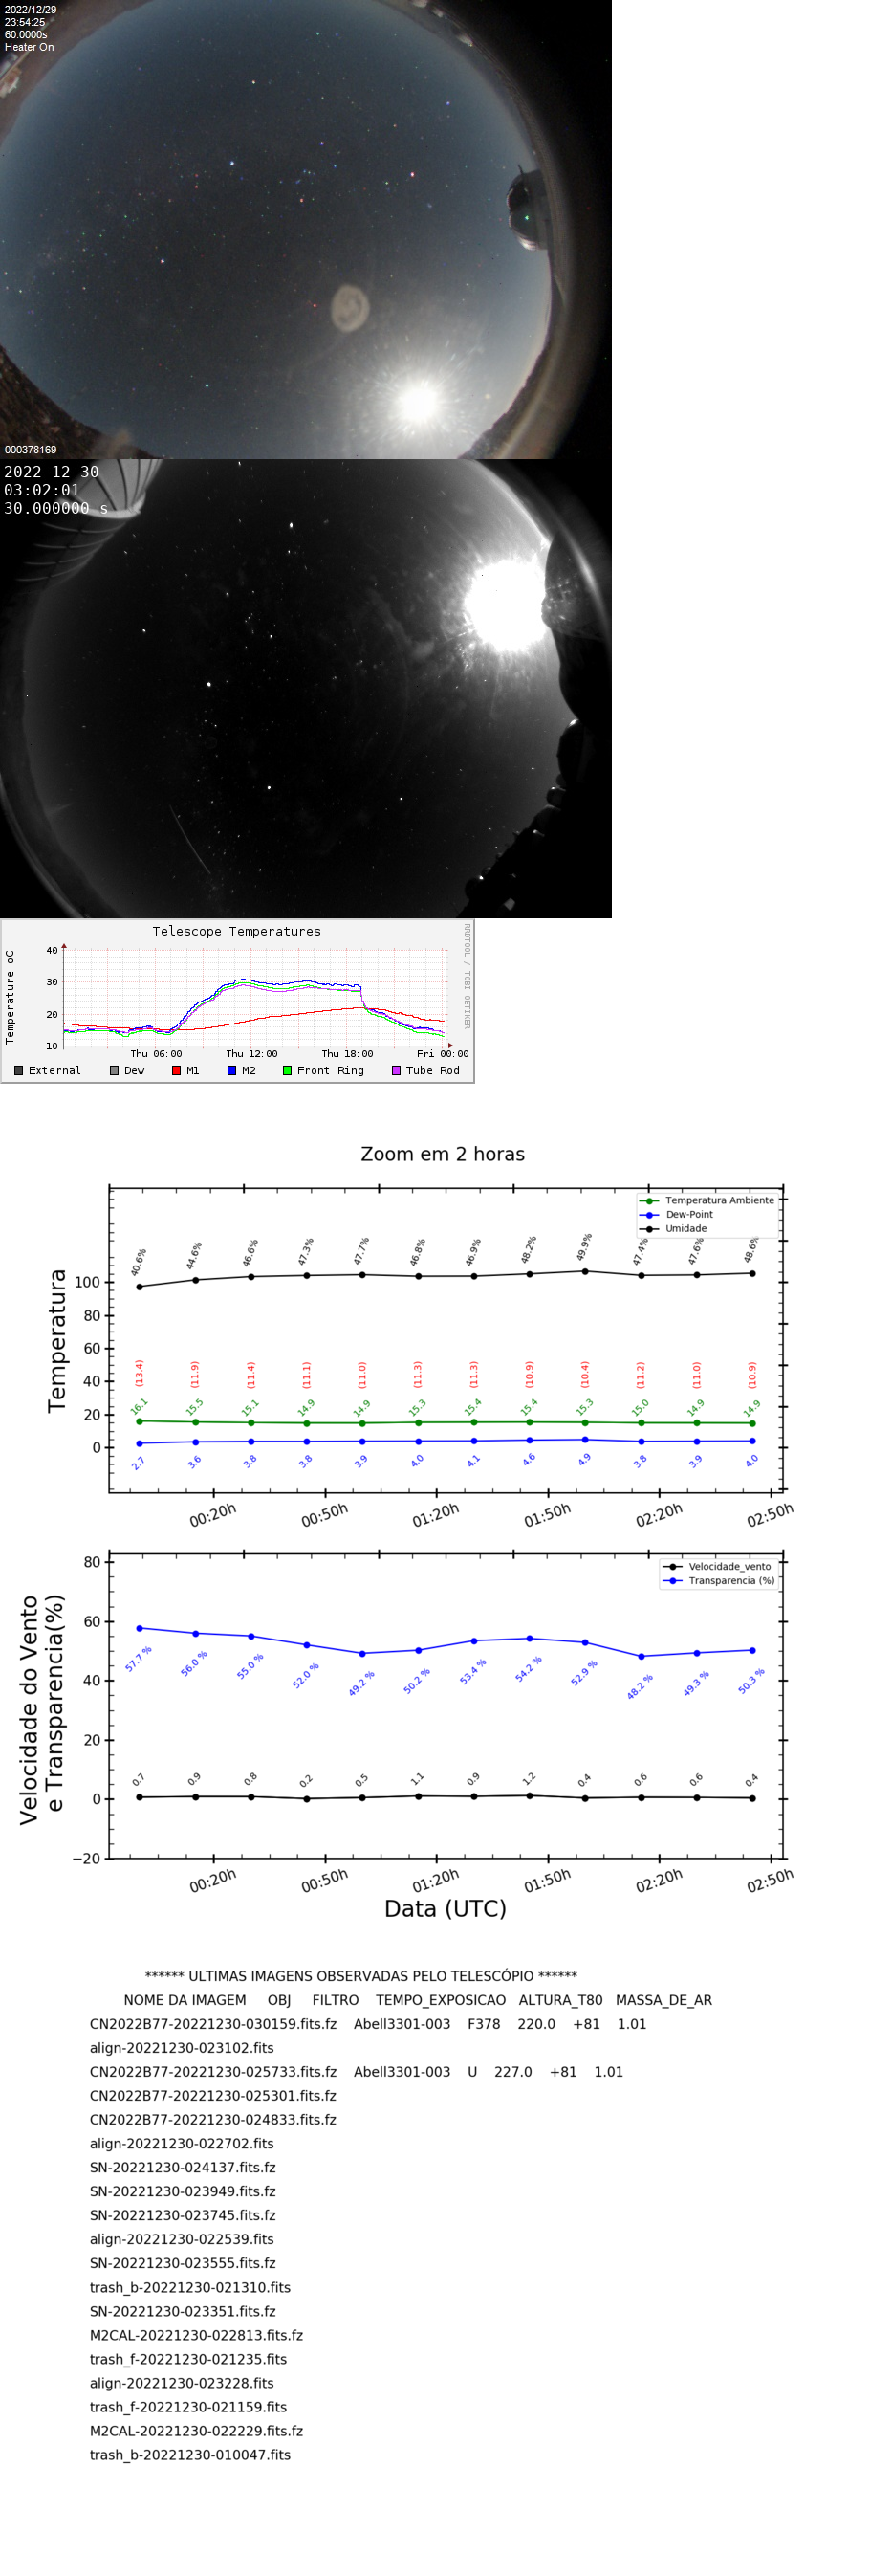 2022/12/29
23:54:25
60.0000s
Heater On
000378169
2022-12-30
03:02:01
30.000000 s
Telescope Temperatures
RRDTOOL / TOBI OETIKER
Temperature oC
40
30
20
10
Thu 06:00 Thu 12:00 Thu 18:00 Fri 00:00
External Dew M1 M2 Front Ring Tube Rod
Zoom em 2 horas
Temperatura Ambiente
Dew-Point
Umidade
Temperatura
100
80
60
40
20
0
40.6% 44.6% 46.6% 47.3% 47.7% 46.8% 46.9% 48.2% 49.9% 47.4% 47.6% 48.6%
(13.4) (11.9) (11.4) (11.1) (11.0) (11.3) (11.3) (10.9) (10.4) (11.2) (11.0) (10.9)
16.1 15.5 15.1 14.9 14.9 15.3 15.4 15.4 15.3 15.0 14.9 14.9
2.7 3.6 3.8 3.8 3.9 4.0 4.1 4.6 4.9 3.8 3.9 4.0
00:20h 00:50h 01:20h 01:50h 02:20h 02:50h
Velocidade_vento
Transparencia (%)
Velocidade do Vento
e Transparencia(%)
80
60
40
20
0
−20
57.7 % 56.0 % 55.0 % 52.0 % 49.2 % 50.2 % 53.4 % 54.2 % 52.9 % 48.2 % 49.3 % 50.3 %
0.7 0.9 0.8 0.2 0.5 1.1 0.9 1.2 0.4 0.6 0.6 0.4
00:20h 00:50h 01:20h 01:50h 02:20h 02:50h
Data (UTC)
****** ULTIMAS IMAGENS OBSERVADAS PELO TELESCÓPIO ******
NOME DA IMAGEM OBJ FILTRO TEMPO_EXPOSICAO ALTURA_T80 MASSA_DE_AR
CN2022B77-20221230-030159.fits.fz Abell3301-003 F378 220.0 +81 1.01
align-20221230-023102.fits
CN2022B77-20221230-025733.fits.fz Abell3301-003 U 227.0 +81 1.01
CN2022B77-20221230-025301.fits.fz
CN2022B77-20221230-024833.fits.fz
align-20221230-022702.fits
SN-20221230-024137.fits.fz
SN-20221230-023949.fits.fz
SN-20221230-023745.fits.fz
align-20221230-022539.fits
SN-20221230-023555.fits.fz
trash_b-20221230-021310.fits
SN-20221230-023351.fits.fz
M2CAL-20221230-022813.fits.fz
trash_f-20221230-021235.fits
align-20221230-023228.fits
trash_f-20221230-021159.fits
M2CAL-20221230-022229.fits.fz
trash_b-20221230-010047.fits